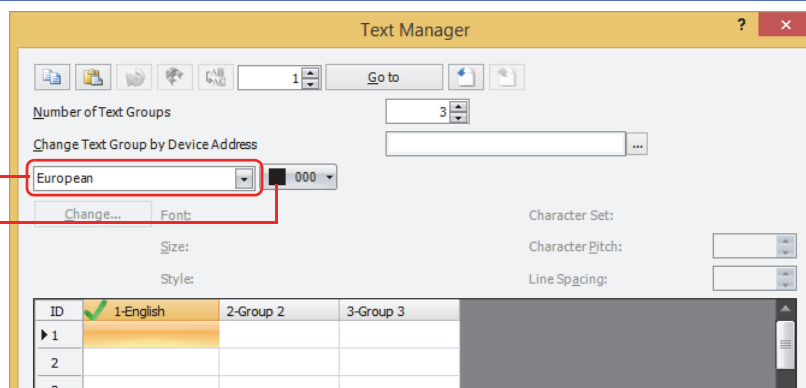 Text Manager ?
1 Go to
Number of Text Groups 3
Change Text Group by Device Address ...
European 000
Change... Font: Character Set:
Size: Character Pitch:
Style: Line Spacing:
ID 1-English 2-Group 2 3-Group 3
1
2